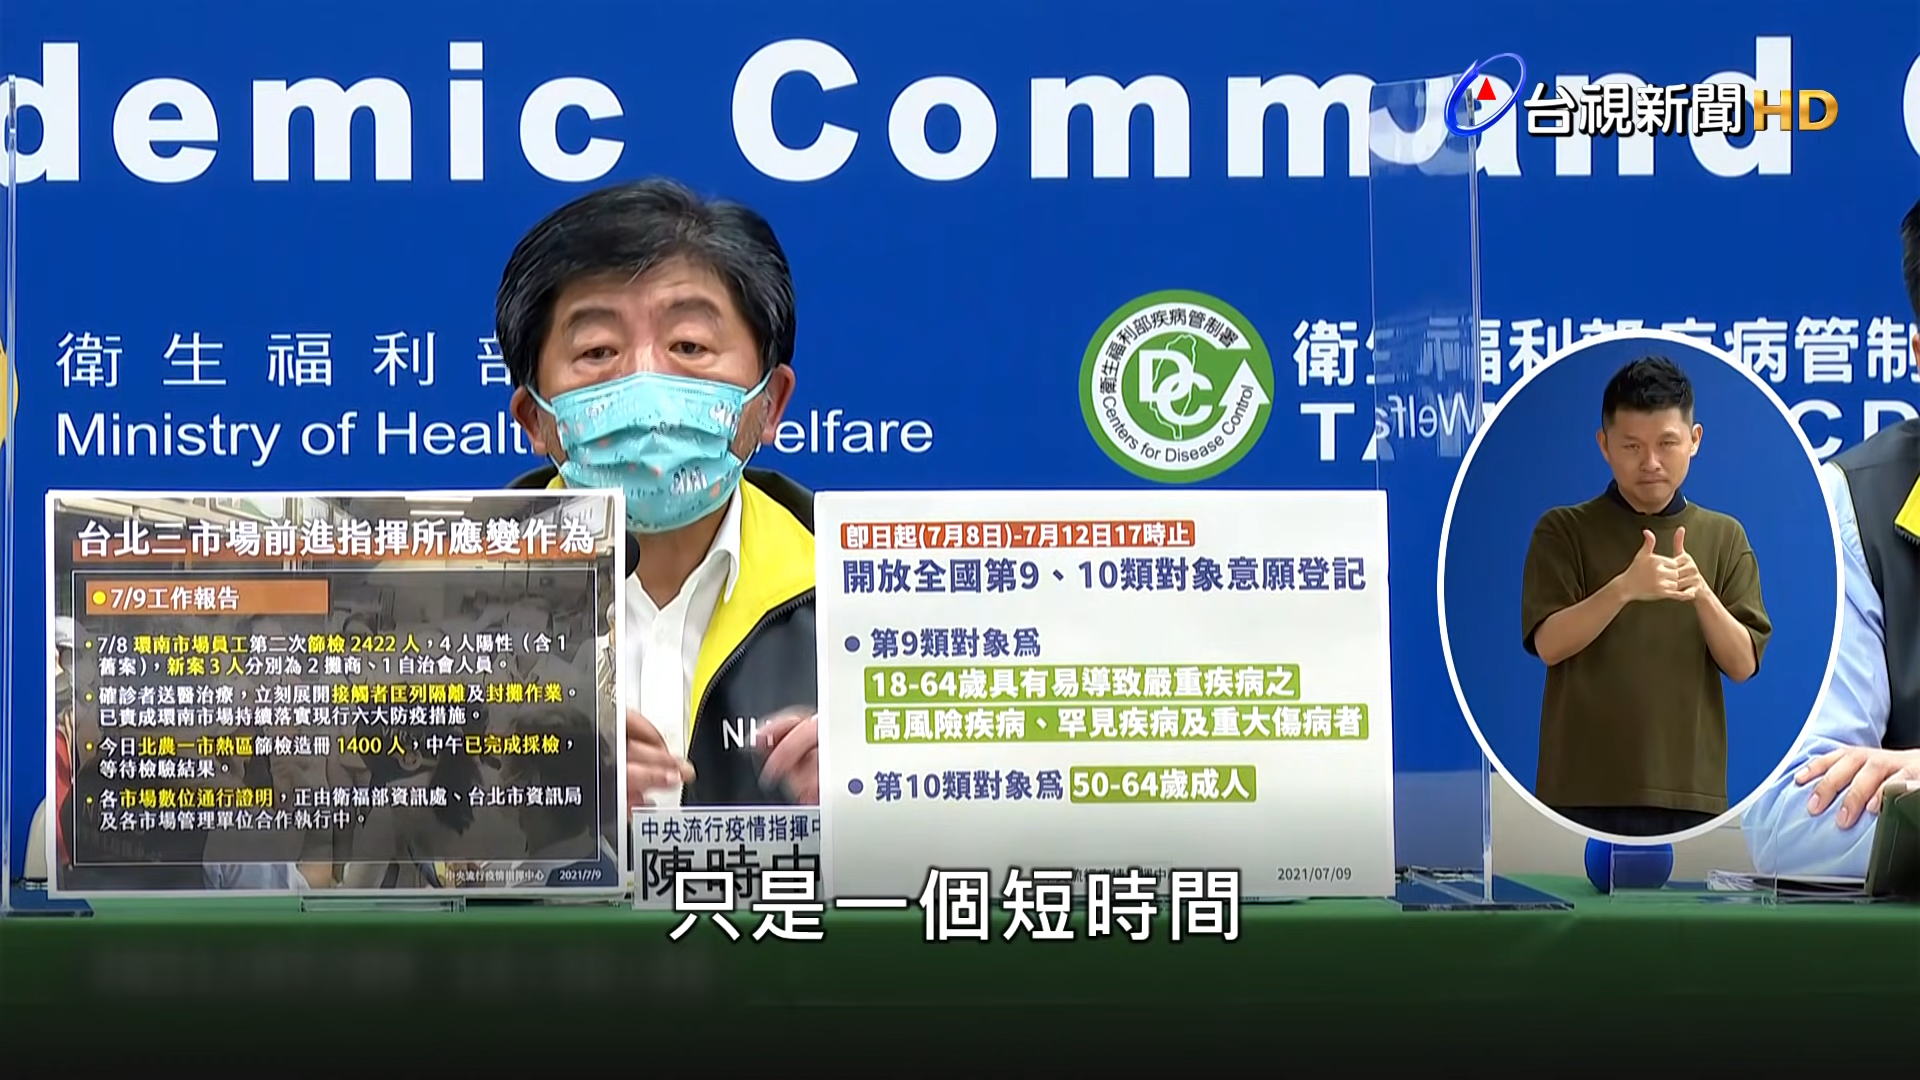 demic Command
台視新聞HD
衛生福利部
Ministry of Healt
elfare
衛生福利部疾病管制署
CDC
Centers for Disease Control
台北三市場前進指揮所應變作為
7/9工作報告
・7/8 環南市場員工第二次篩檢 2422 人，4 人陽性（含 1
舊案），新案 3 人分別為 2 攤商、1 自治會人員。
・確診者送醫治療，立刻展開接觸者匡列隔離及封攤作業。
已責成環南市場持續落實現行六大防疫措施。
・今日北農一市熱區篩檢造冊 1400 人，中午已完成採檢，
等待檢驗結果。
・各市場數位通行證明，正由衛福部資訊處、台北市資訊局
及各市場管理單位合作執行中。
中央流行疫情指揮中心 2021/7/9
即日起(7月8日)-7月12日17時止
開放全國第9、10類對象意願登記
● 第9類對象為
18-64歲具有易導致嚴重疾病之
高風險疾病、罕見疾病及重大傷病者
● 第10類對象為 50-64歲成人
2021/07/09
NH
中央流行疫情指揮中
陳時中
只是一個短時間